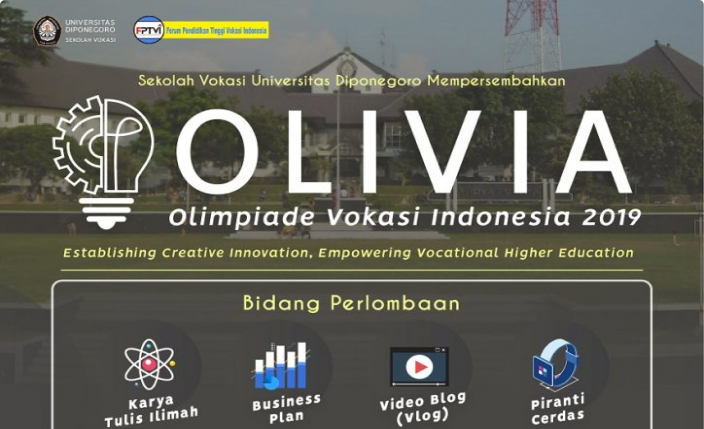 UNIVERSITAS
DIPONEGORO
SEKOLAH VOKASI
FPTVI
Forum Pendidikan Tinggi Vokasi Indonesia
Sekolah Vokasi Universitas Diponegoro Mempersembahkan
OLIVIA
Olimpiade Vokasi Indonesia 2019
Establishing Creative Innovation, Empowering Vocational Higher Education
Bidang Perlombaan
Karya
Tulis Ilimah
Business
Plan
Video Blog
(Vlog)
Piranti
Cerdas